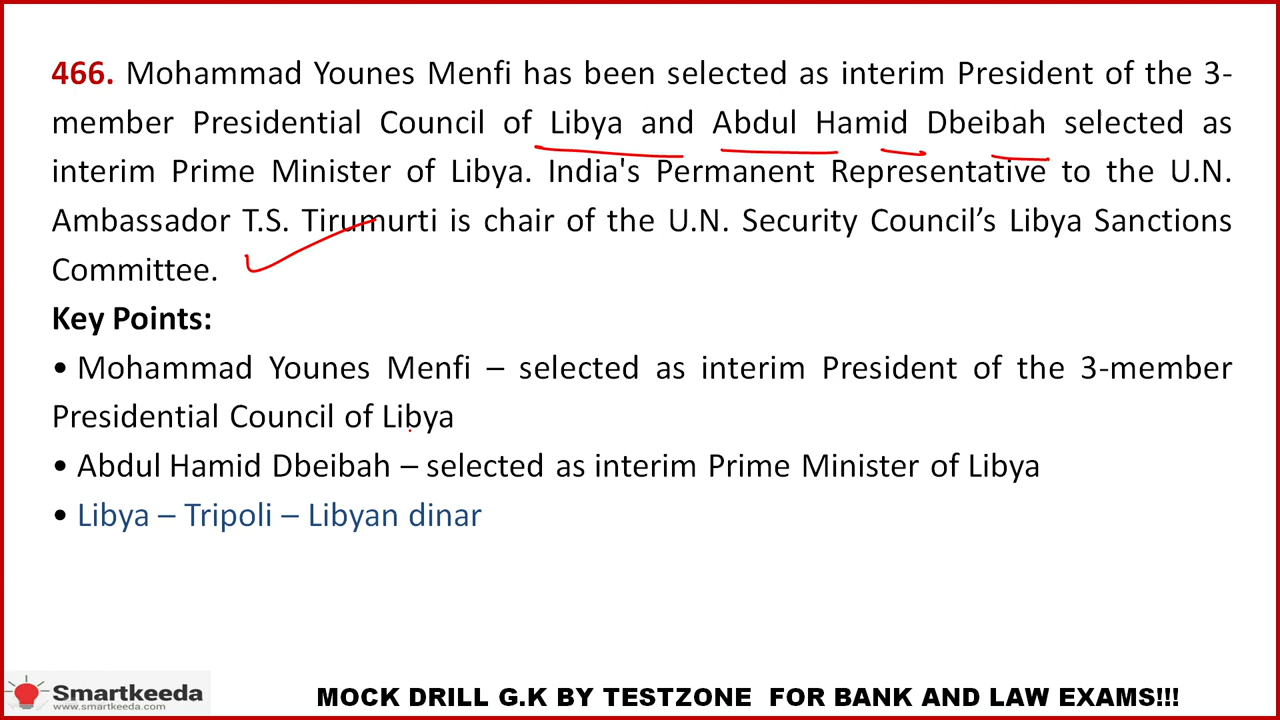 466. Mohammad Younes Menfi has been selected as interim President of the 3-
member Presidential Council of Libya and Abdul Hamid Dbeibah selected as
interim Prime Minister of Libya. India's Permanent Representative to the U.N.
Ambassador T.S. Tirumurti is chair of the U.N. Security Council’s Libya Sanctions
Committee.
Key Points:
• Mohammad Younes Menfi – selected as interim President of the 3-member
Presidential Council of Libya
• Abdul Hamid Dbeibah – selected as interim Prime Minister of Libya
• Libya – Tripoli – Libyan dinar
Smartkeeda
www.smartkeeda.com
MOCK DRILL G.K BY TESTZONE FOR BANK AND LAW EXAMS!!!